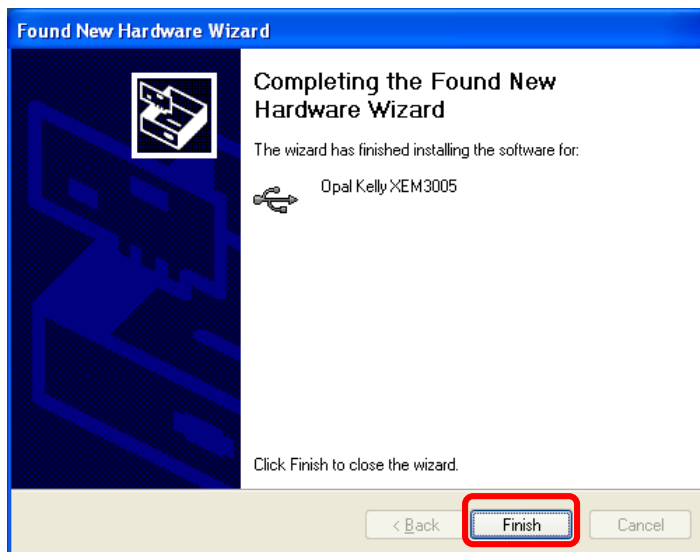 Found New Hardware Wizard
Completing the Found New
Hardware Wizard
The wizard has finished installing the software for:
Opal Kelly XEM3005
Click Finish to close the wizard.
< Back
Finish
Cancel